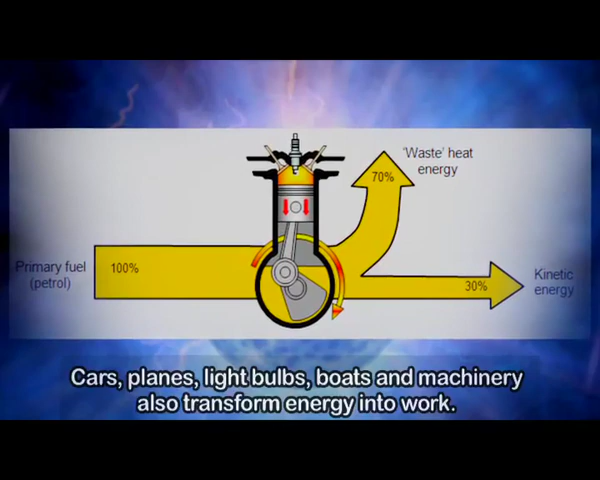 'Waste' heat
energy
70%
Primary fuel
(petrol)
100%
30%
Kinetic
energy
Cars, planes, light bulbs, boats and machinery
also transform energy into work.